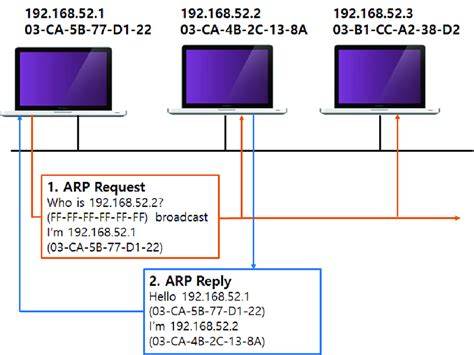 192.168.52.1
03-CA-5B-77-D1-22
192.168.52.2
03-CA-4B-2C-13-8A
192.168.52.3
03-B1-CC-A2-38-D2
1. ARP Request
Who is 192.168.52.2?
(FF-FF-FF-FF-FF-FF) broadcast
I'm 192.168.52.1
(03-CA-5B-77-D1-22)
2. ARP Reply
Hello 192.168.52.1
(03-CA-5B-77-D1-22)
I'm 192.168.52.2
(03-CA-4B-2C-13-8A)